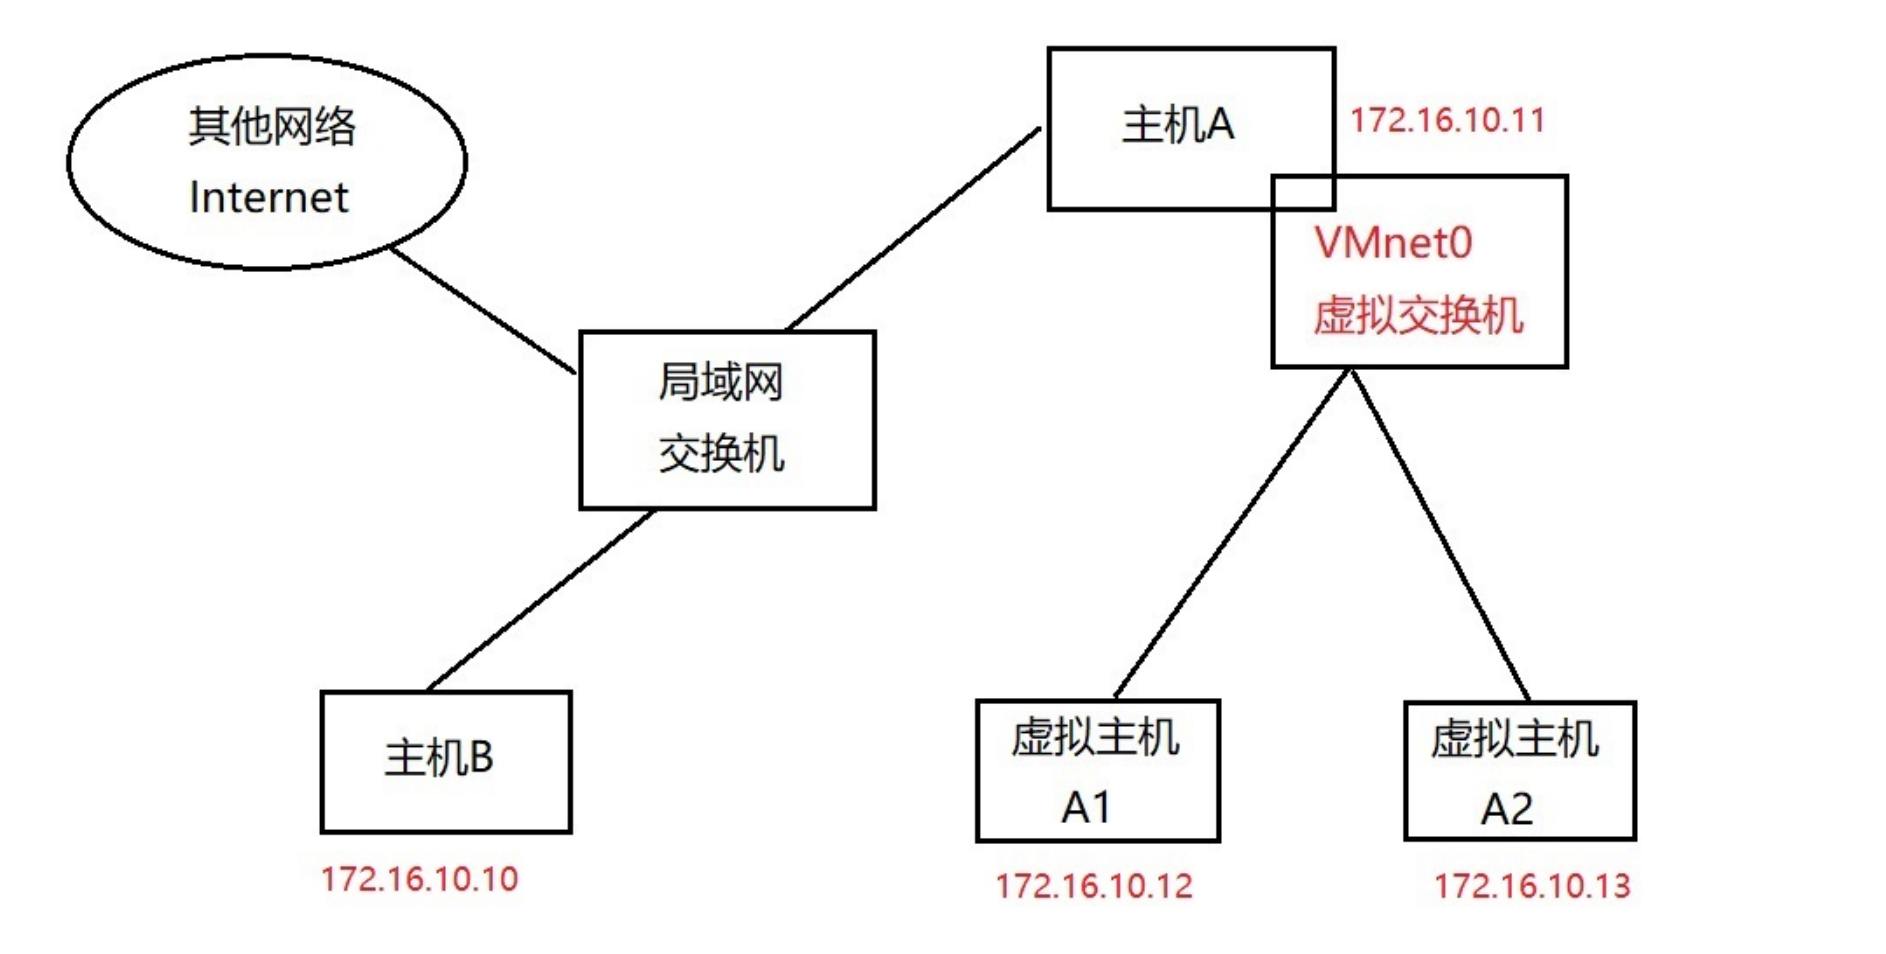 其他网络
Internet
主机A
172.16.10.11
VMnet0
虚拟交换机
局域网
交换机
主机B
172.16.10.10
虚拟主机
A1
172.16.10.12
虚拟主机
A2
172.16.10.13